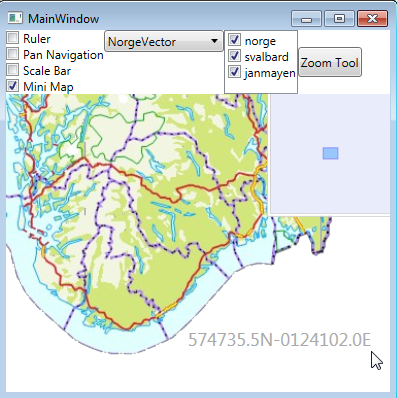 MainWindow
Ruler
Pan Navigation
Scale Bar
Mini Map
NorgeVector
norge
svalbard
janmayen
Zoom Tool
574735.5N-0124102.0E